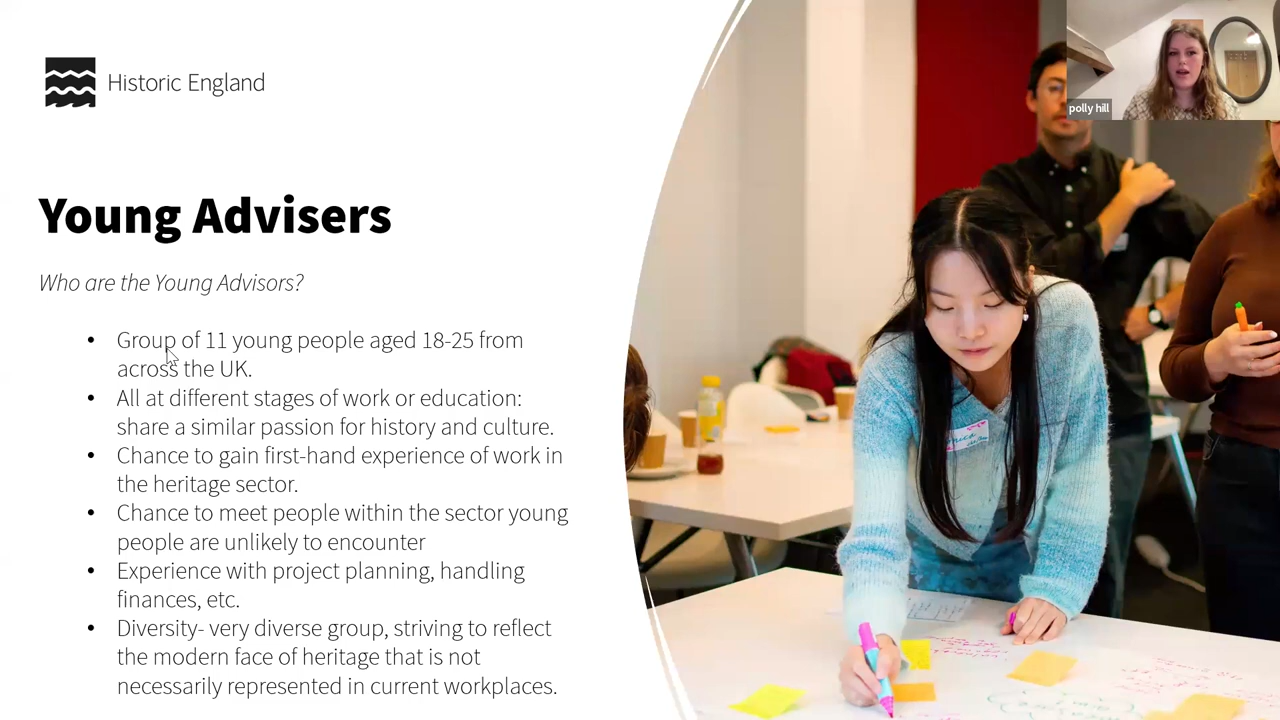 Historic England
polly hill
Young Advisers
Who are the Young Advisors?
• Group of 11 young people aged 18-25 from
across the UK.
• All at different stages of work or education:
share a similar passion for history and culture.
• Chance to gain first-hand experience of work in
the heritage sector.
• Chance to meet people within the sector young
people are unlikely to encounter
• Experience with project planning, handling
finances, etc.
• Diversity- very diverse group, striving to reflect
the modern face of heritage that is not
necessarily represented in current workplaces.